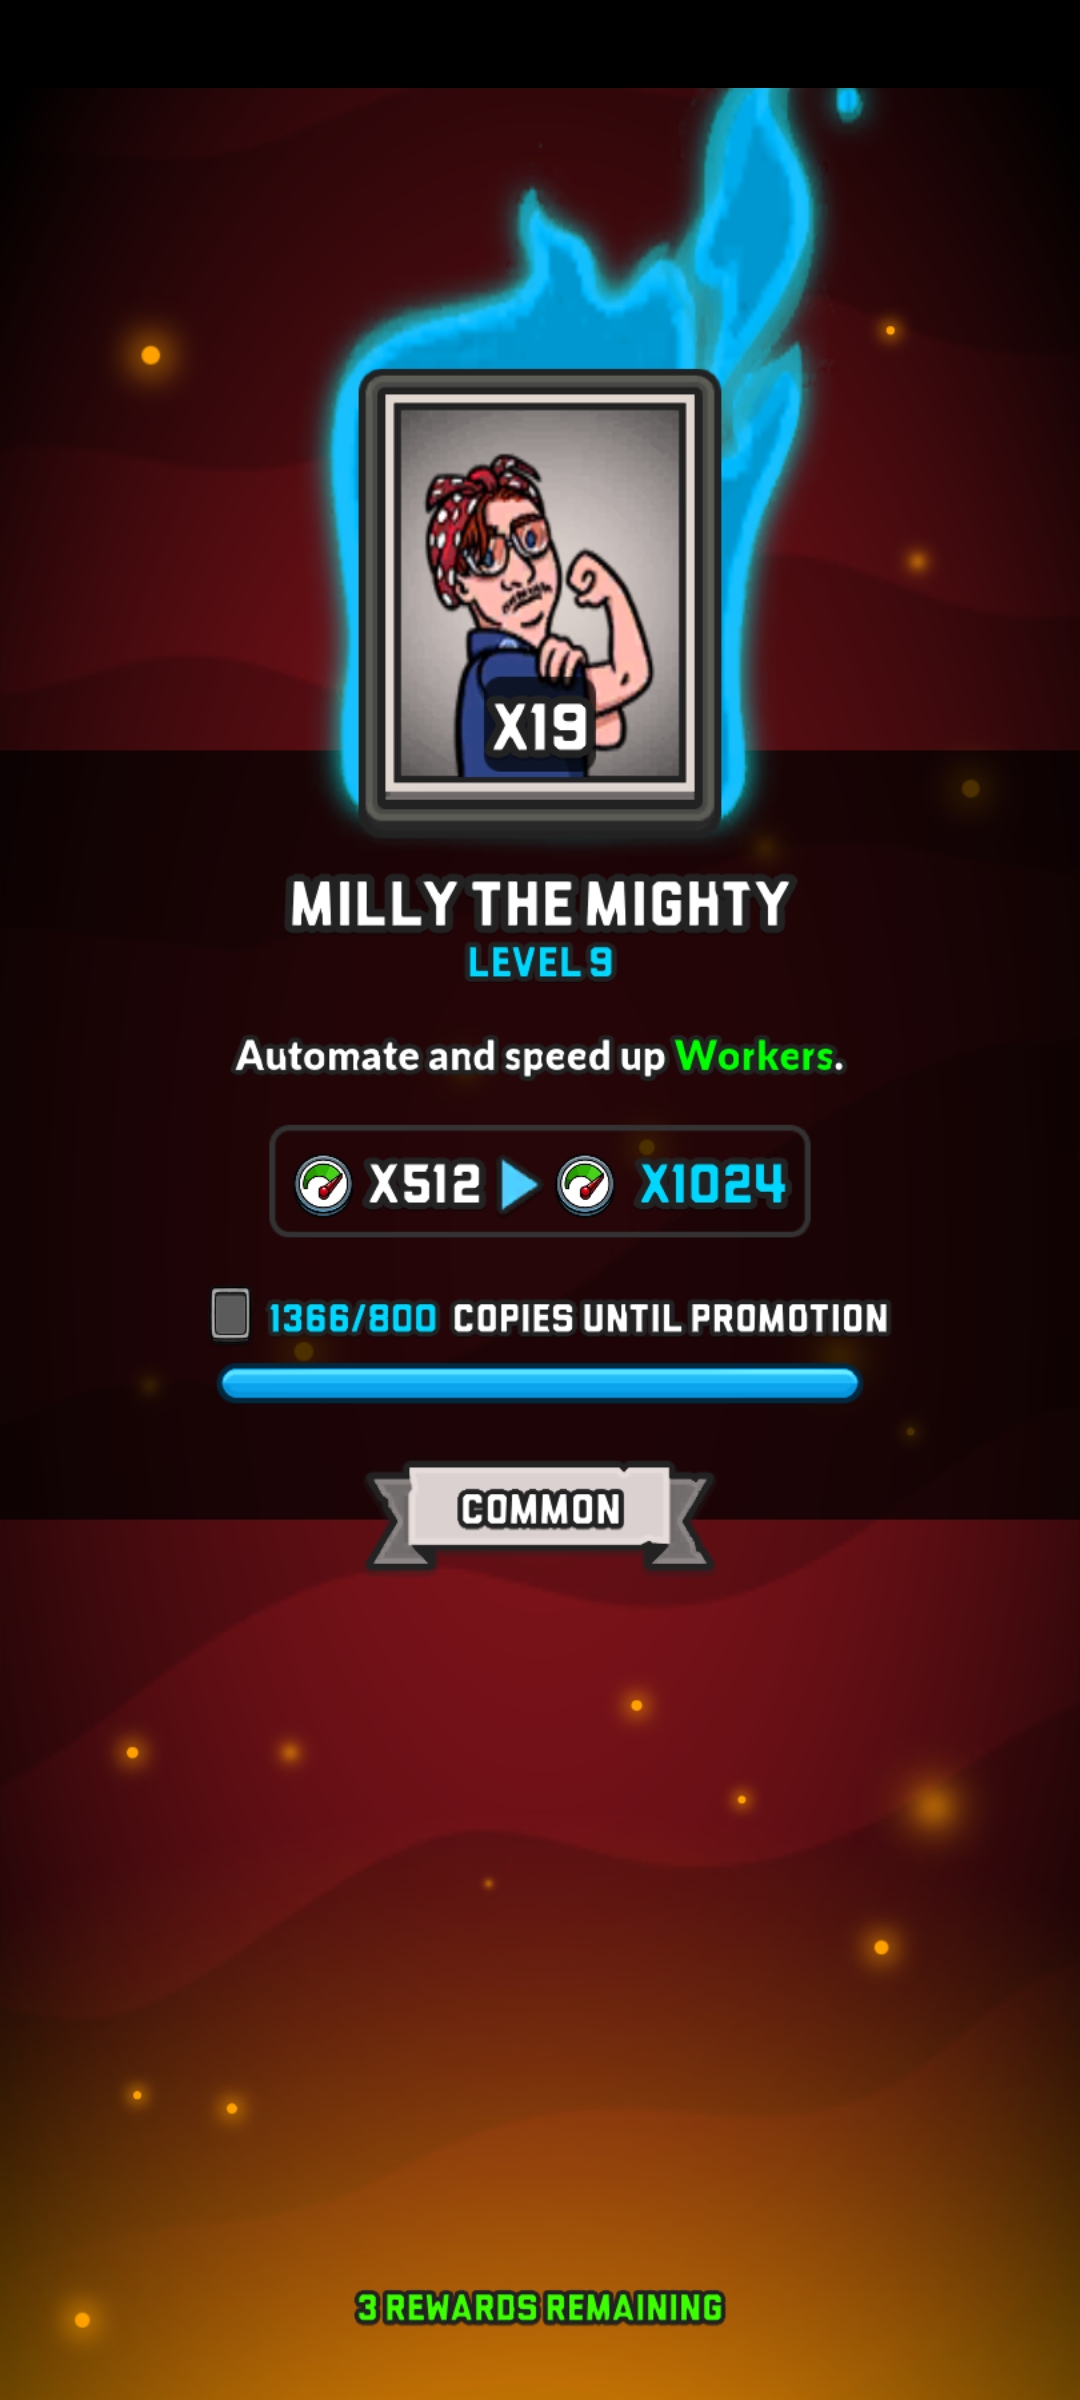 X19
MILLY THE MIGHTY
LEVEL 9
Automate and speed up Workers.
X512 X1024
1366/800 COPIES UNTIL PROMOTION
COMMON
3 REWARDS REMAINING